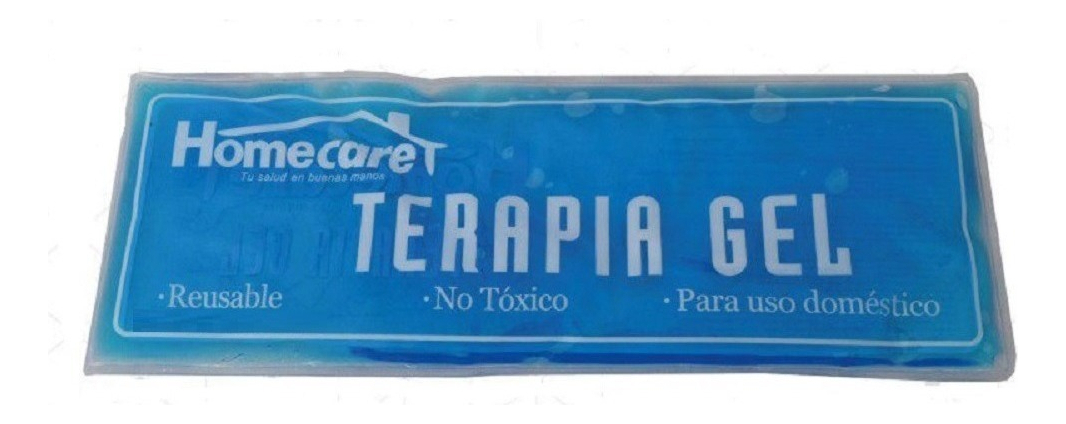 Homecare
Tu salud en buenas manos
TERAPIA GEL
·Reusable ·No Tóxico ·Para uso doméstico